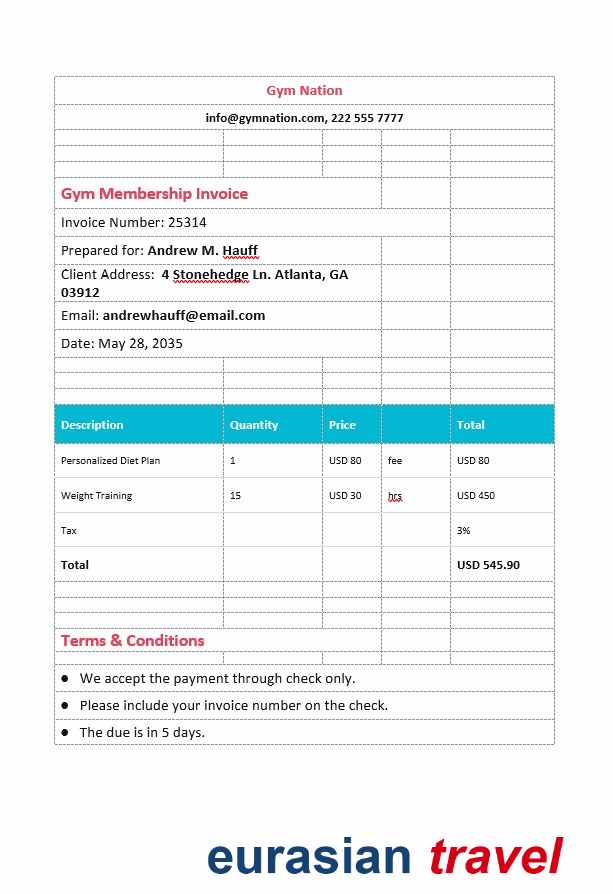 Gym Nation
info@gymnation.com, 222 555 7777
Gym Membership Invoice
Invoice Number: 25314
Prepared for: Andrew M. Hauff
Client Address:  4 Stonehedge Ln. Atlanta, GA
03912
Email: andrewhauff@email.com
Date: May 28, 2035
Description Quantity Price Total
Personalized Diet Plan 1 USD 80 fee USD 80
Weight Training 15 USD 30 hrs USD 450
Tax 3%
Total USD 545.90
Terms & Conditions
● We accept the payment through check only.
● Please include your invoice number on the check.
● The due is in 5 days.
eurasian travel